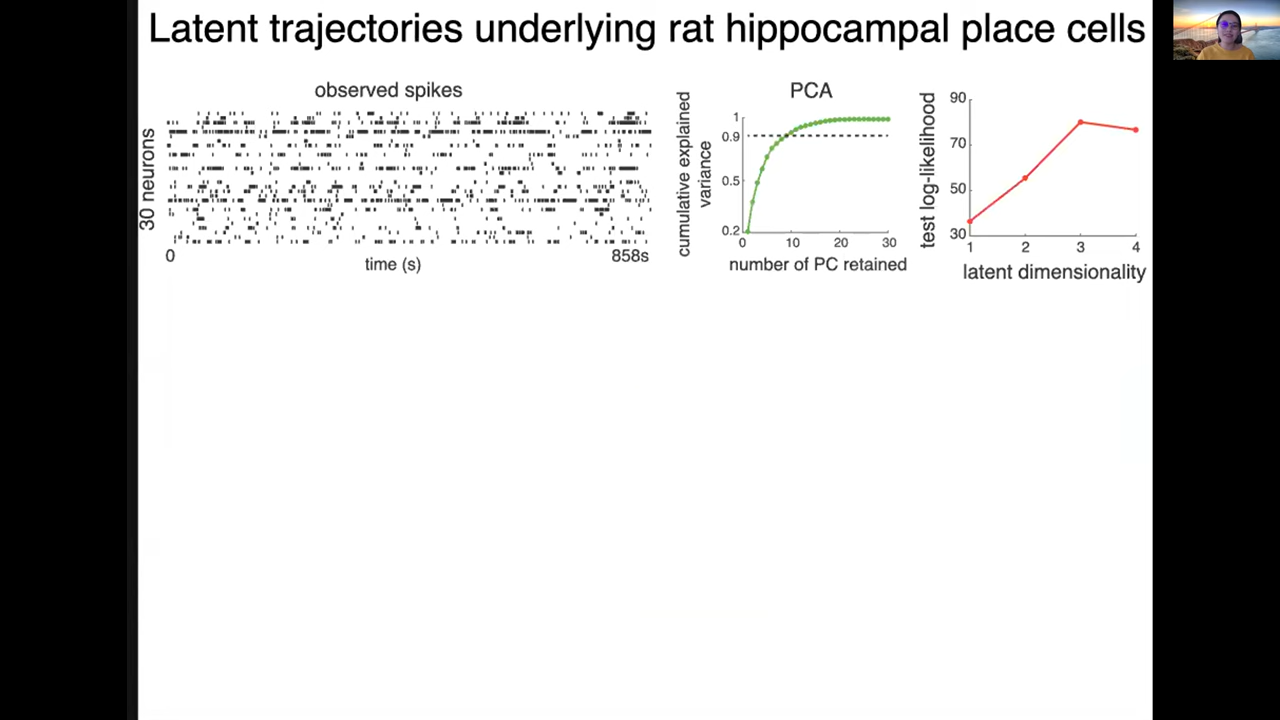 Latent trajectories underlying rat hippocampal place cells
observed spikes
30 neurons
0
858s
time (s)
PCA
cumulative explained
variance
1
0.9
0.5
0.2
0
10
20
30
number of PC retained
test log-likelihood
90
70
50
30
1
2
3
4
latent dimensionality